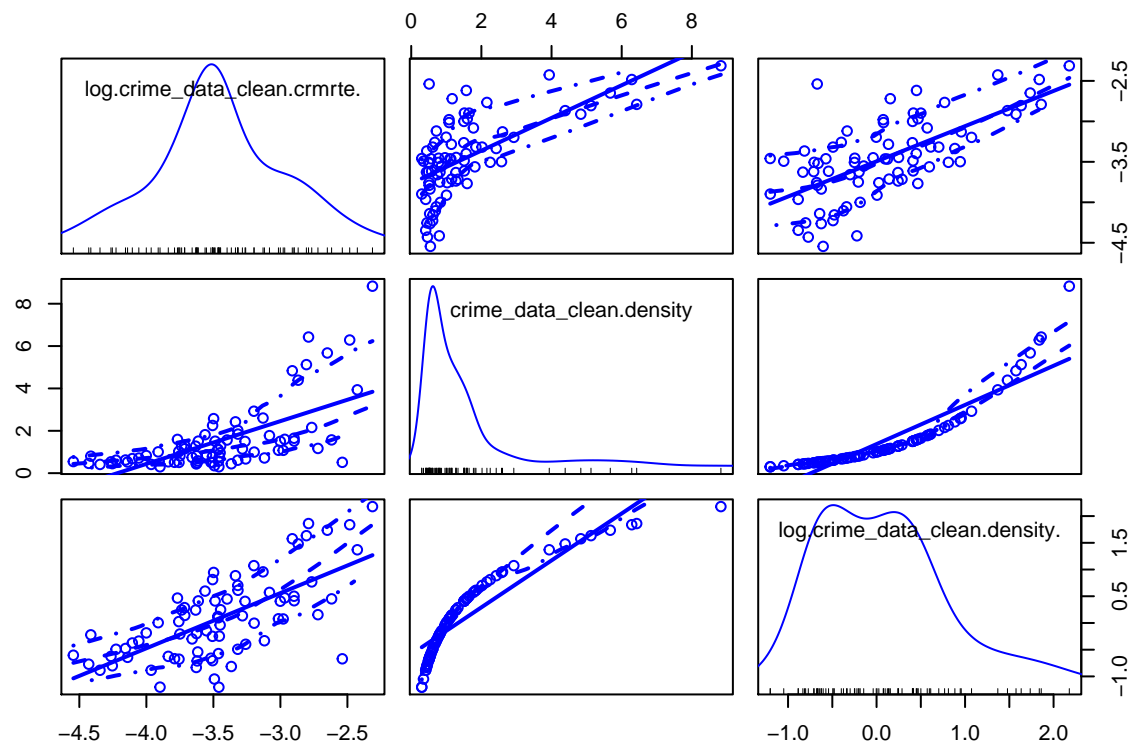 0 2 4 6 8
log.crime_data_clean.crmrte.
−4.5 −3.5 −2.5
0 2 4 6 8
crime_data_clean.density
log.crime_data_clean.density.
−1.0 0.5 1.5
−4.5 −4.0 −3.5 −3.0 −2.5
−1.0 0.0 1.0 2.0